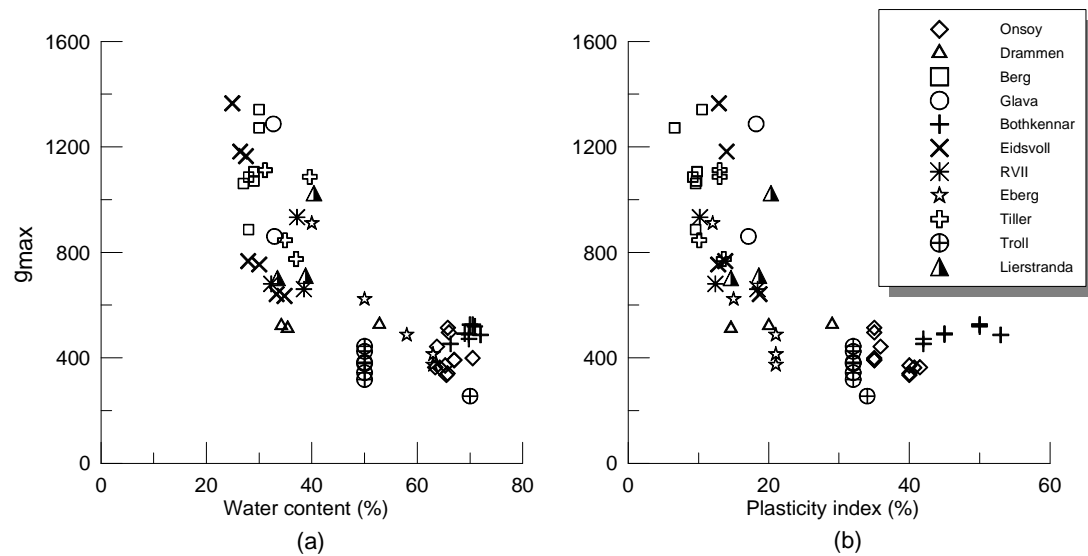 1600
1200
800
400
0
gmax
0 20 40 60 80
Water content (%)
(a)
1600
1200
800
400
0
0 20 40 60
Plasticity index (%)
(b)
Onsoy
Drammen
Berg
Glava
Bothkennar
Eidsvoll
RVII
Eberg
Tiller
Troll
Lierstranda